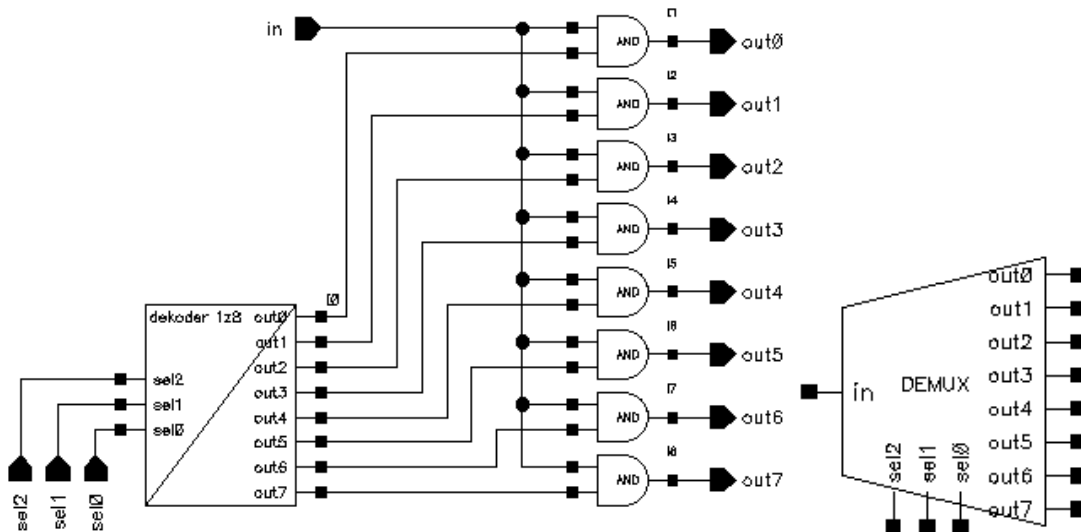 in
I1
AND
out0
I2
AND
out1
I3
AND
out2
I4
AND
out3
I5
AND
out4
AND
out5
I7
AND
out6
AND
out7
I0
dekoder 1z8
out0
out1
out2
out3
out4
out5
out6
out7
sel2
sel1
sel0
sel2
sel1
sel0
in
DEMUX
out0
out1
out2
out3
out4
out5
out6
out7
sel2
sel1
sel0